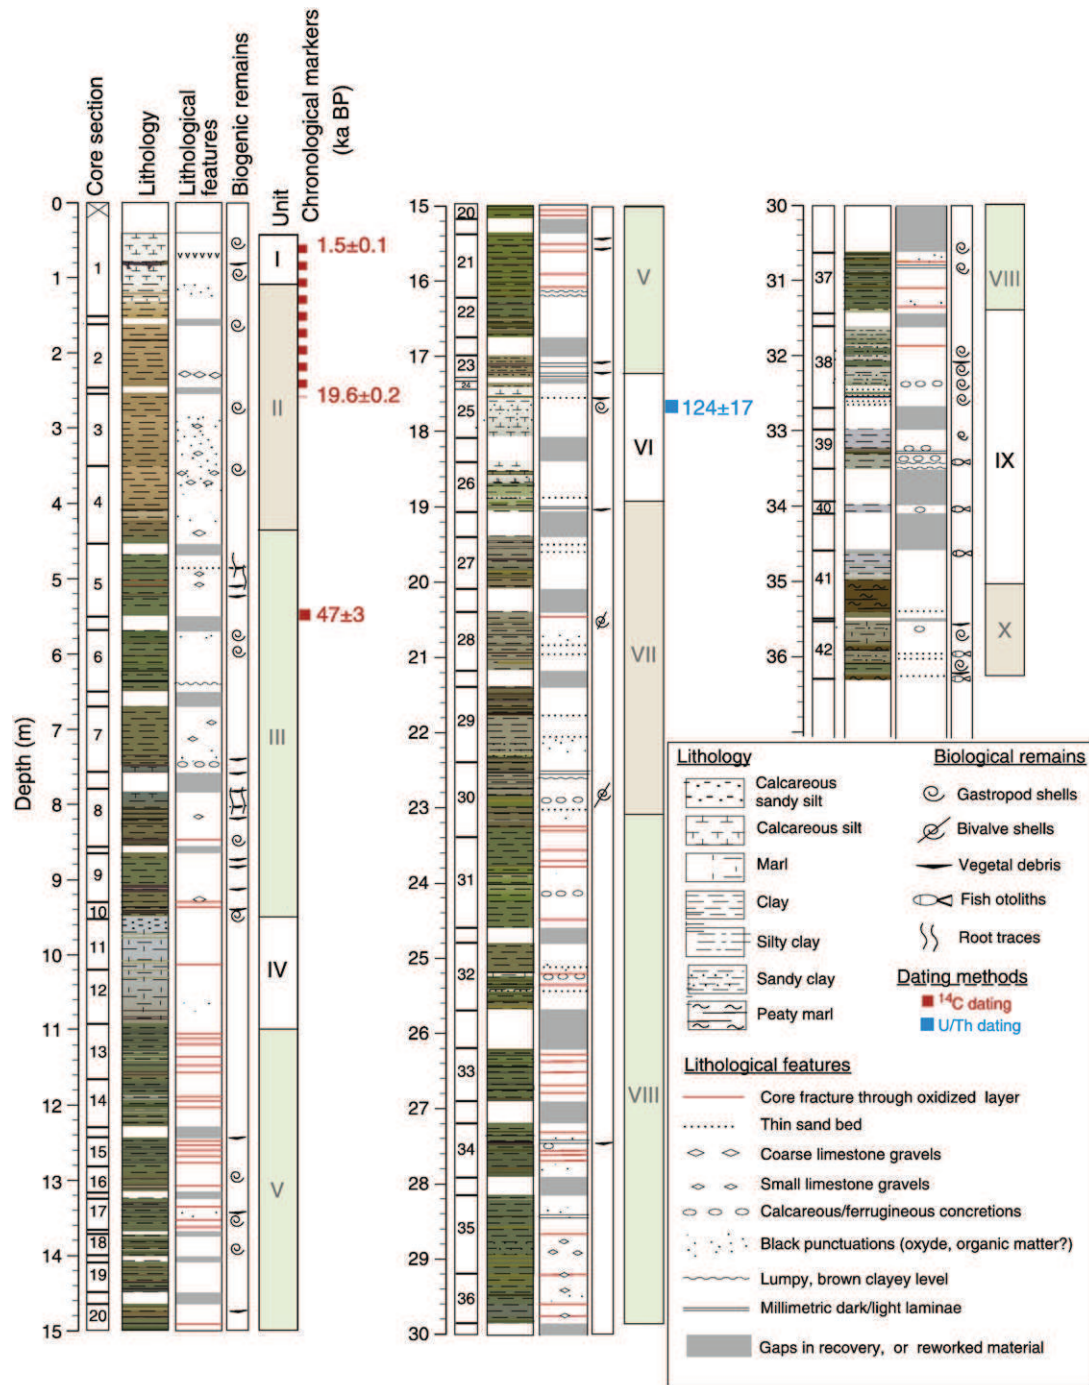 Core section
Lithology
Lithological
features
Biogenic remains
Unit
Chronological markers
(ka BP)
Depth (m)
0
1
2
3
4
5
6
7
8
9
10
11
12
13
14
15
1
2
3
4
5
6
7
8
9
10
11
12
13
14
15
16
17
18
19
20
I
II
III
IV
V
1.5±0.1
19.6±0.2
47±3
15
16
17
18
19
20
21
22
23
24
25
26
27
28
29
30
20
21
22
23
24
25
26
27
28
29
30
31
32
33
34
35
36
V
VI
VII
VIII
124±17
30
31
32
33
34
35
36
37
38
39
40
41
42
VIII
IX
X
Lithology
Calcareous
sandy silt
Calcareous silt
Marl
Clay
Silty clay
Sandy clay
Peaty marl
Biological remains
Gastropod shells
Bivalve shells
Vegetal debris
Fish otoliths
Root traces
Dating methods
14C dating
U/Th dating
Lithological features
Core fracture through oxidized layer
Thin sand bed
Coarse limestone gravels
Small limestone gravels
Calcareous/ferrugineous concretions
Black punctuations (oxyde, organic matter?)
Lumpy, brown clayey level
Millimetric dark/light laminae
Gaps in recovery, or reworked material